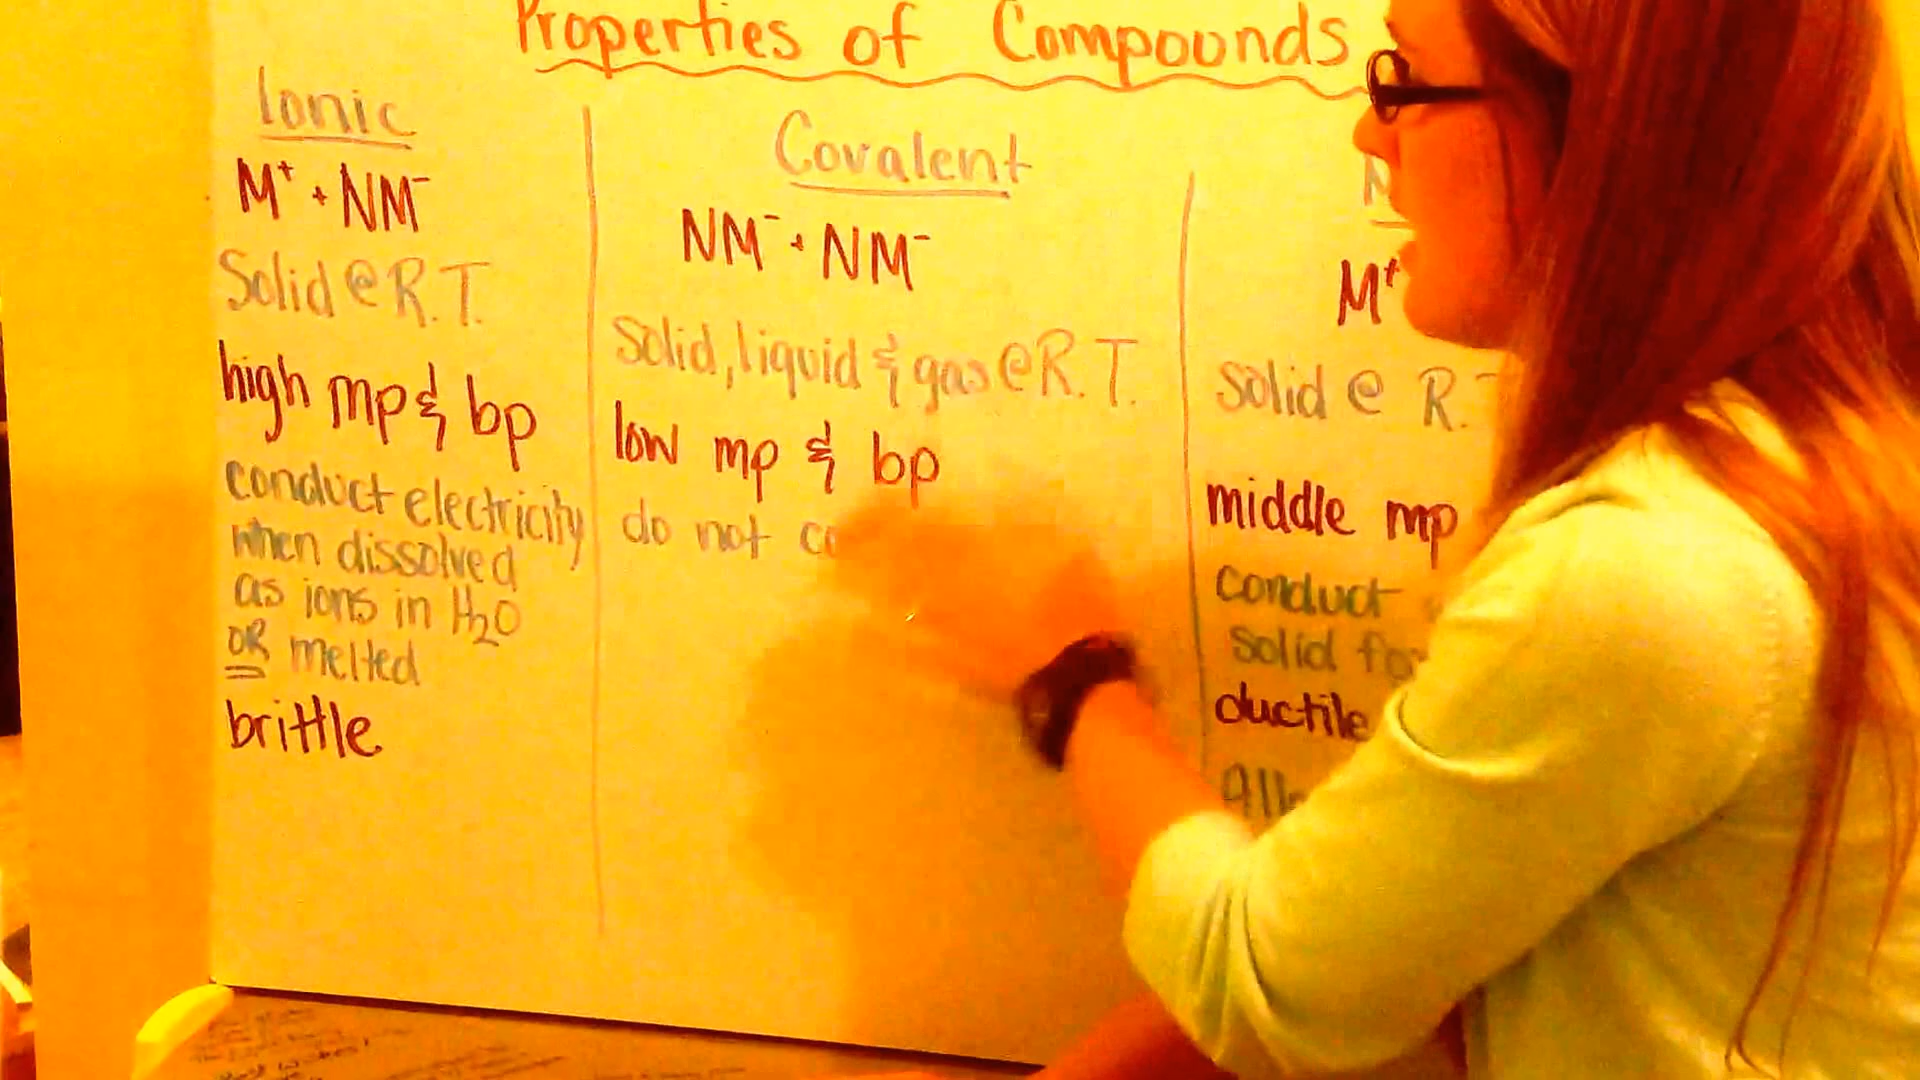 Properties of Compounds
Ionic
M⁺ + NM⁻
Solid @ R.T.
high mp & bp
conduct electricity
when dissolved
as ions in H₂O
OR melted
brittle
Covalent
NM⁻ + NM⁻
solid, liquid & gas @ R.T.
low mp & bp
do not
M⁺
solid @ R.
middle mp
conduct
solid
ductile